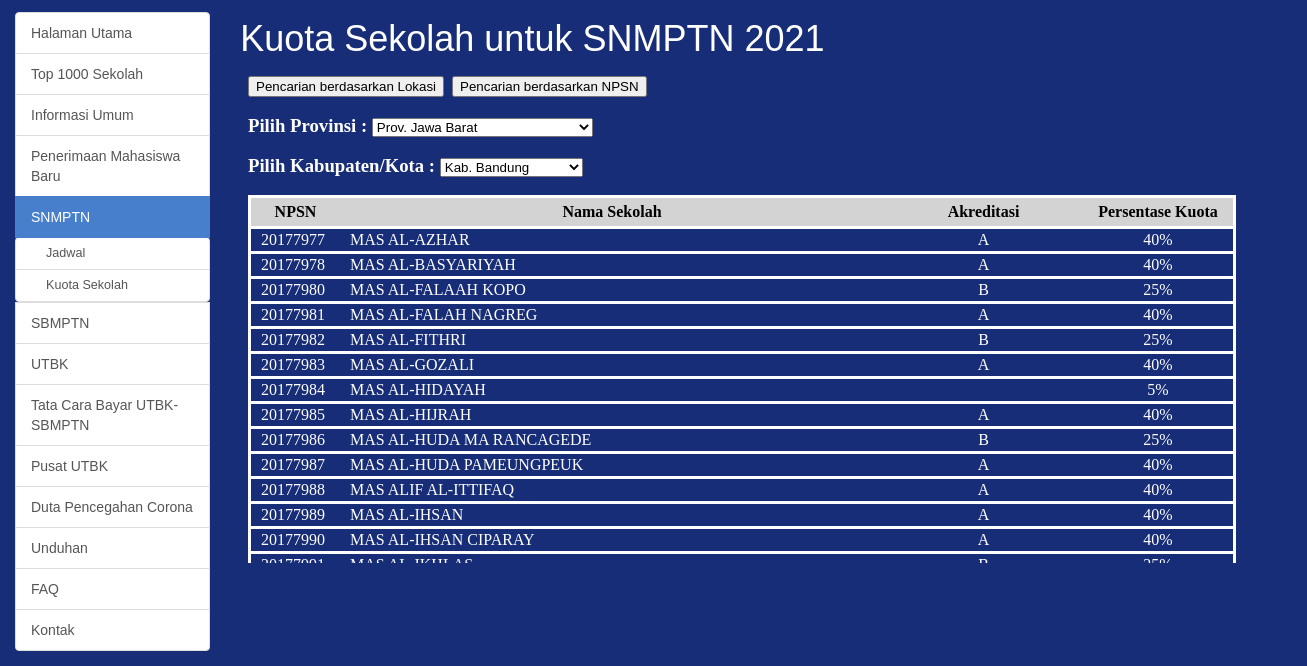 Halaman Utama
Top 1000 Sekolah
Informasi Umum
Penerimaan Mahasiswa
Baru
SNMPTN
Jadwal
Kuota Sekolah
SBMPTN
UTBK
Tata Cara Bayar UTBK-
SBMPTN
Pusat UTBK
Duta Pencegahan Corona
Unduhan
FAQ
Kontak
Kuota Sekolah untuk SNMPTN 2021
Pencarian berdasarkan Lokasi Pencarian berdasarkan NPSN
Pilih Provinsi : Prov. Jawa Barat
Pilih Kabupaten/Kota : Kab. Bandung
NPSN Nama Sekolah Akreditasi Persentase Kuota
20177977 MAS AL-AZHAR A 40%
20177978 MAS AL-BASYARIYAH A 40%
20177980 MAS AL-FALAAH KOPO B 25%
20177981 MAS AL-FALAH NAGREG A 40%
20177982 MAS AL-FITHRI B 25%
20177983 MAS AL-GOZALI A 40%
20177984 MAS AL-HIDAYAH 5%
20177985 MAS AL-HIJRAH A 40%
20177986 MAS AL-HUDA MA RANCAGEDE B 25%
20177987 MAS AL-HUDA PAMEUNGPEUK A 40%
20177988 MAS ALIF AL-ITTIFAQ A 40%
20177989 MAS AL-IHSAN A 40%
20177990 MAS AL-IHSAN CIPARAY A 40%
20177991 MAS AL-IKHLAS B 25%